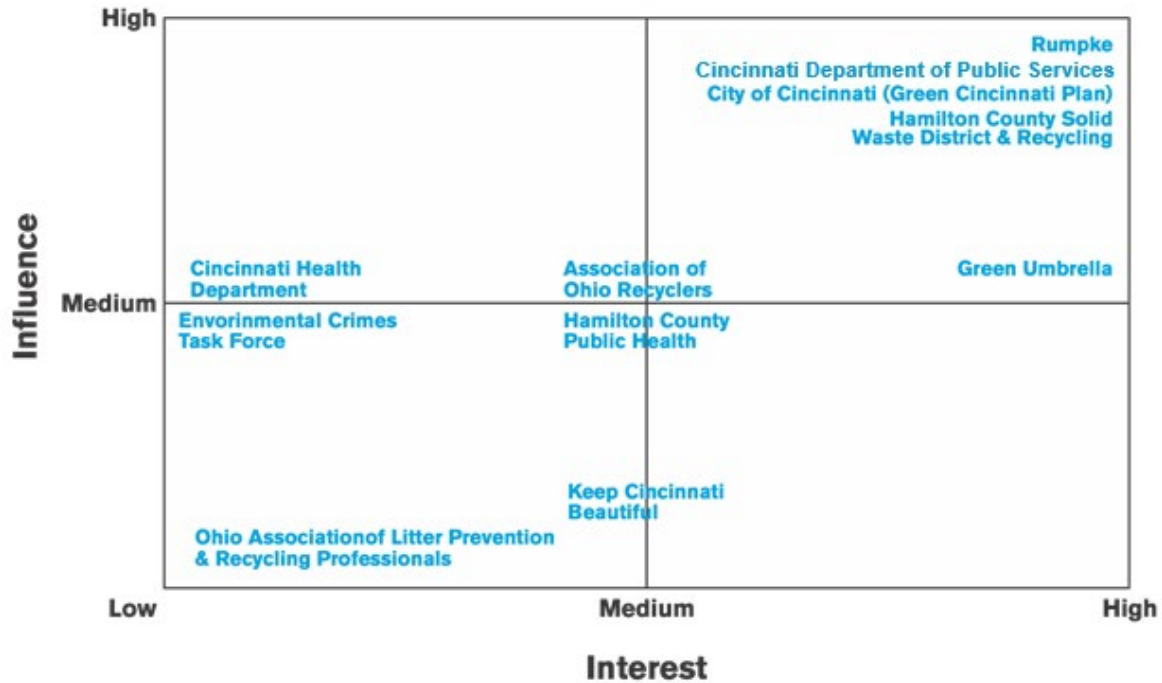 High
Rumpke
Cincinnati Department of Public Services
City of Cincinnati (Green Cincinnati Plan)
Hamilton County Solid
Waste District & Recycling
Influence
Cincinnati Health
Department
Association of
Ohio Recyclers
Green Umbrella
Medium
Envorinmental Crimes
Task Force
Hamilton County
Public Health
Keep Cincinnati
Beautiful
Ohio Associationof Litter Prevention
& Recycling Professionals
Low
Medium
High
Interest